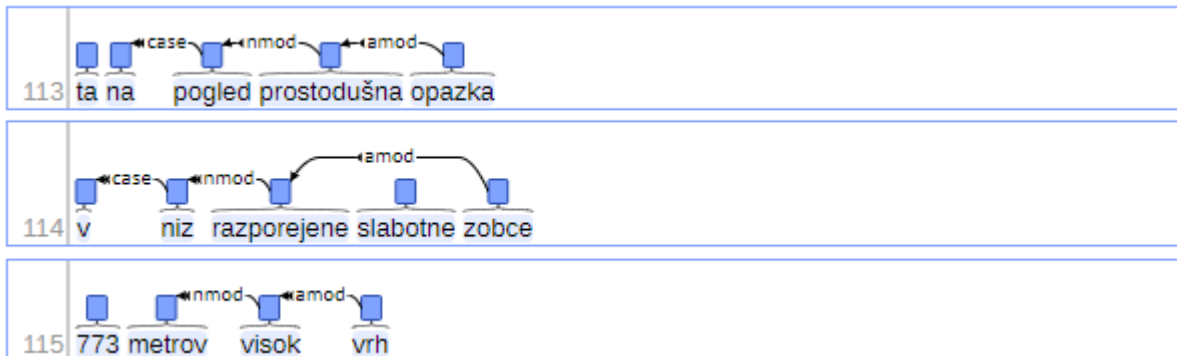 case nmod amod
113 ta na pogled prostodušna opazka
amod
case nmod
114 v niz razporejene slabotne zobce
nmod amod
115 773 metrov visok vrh